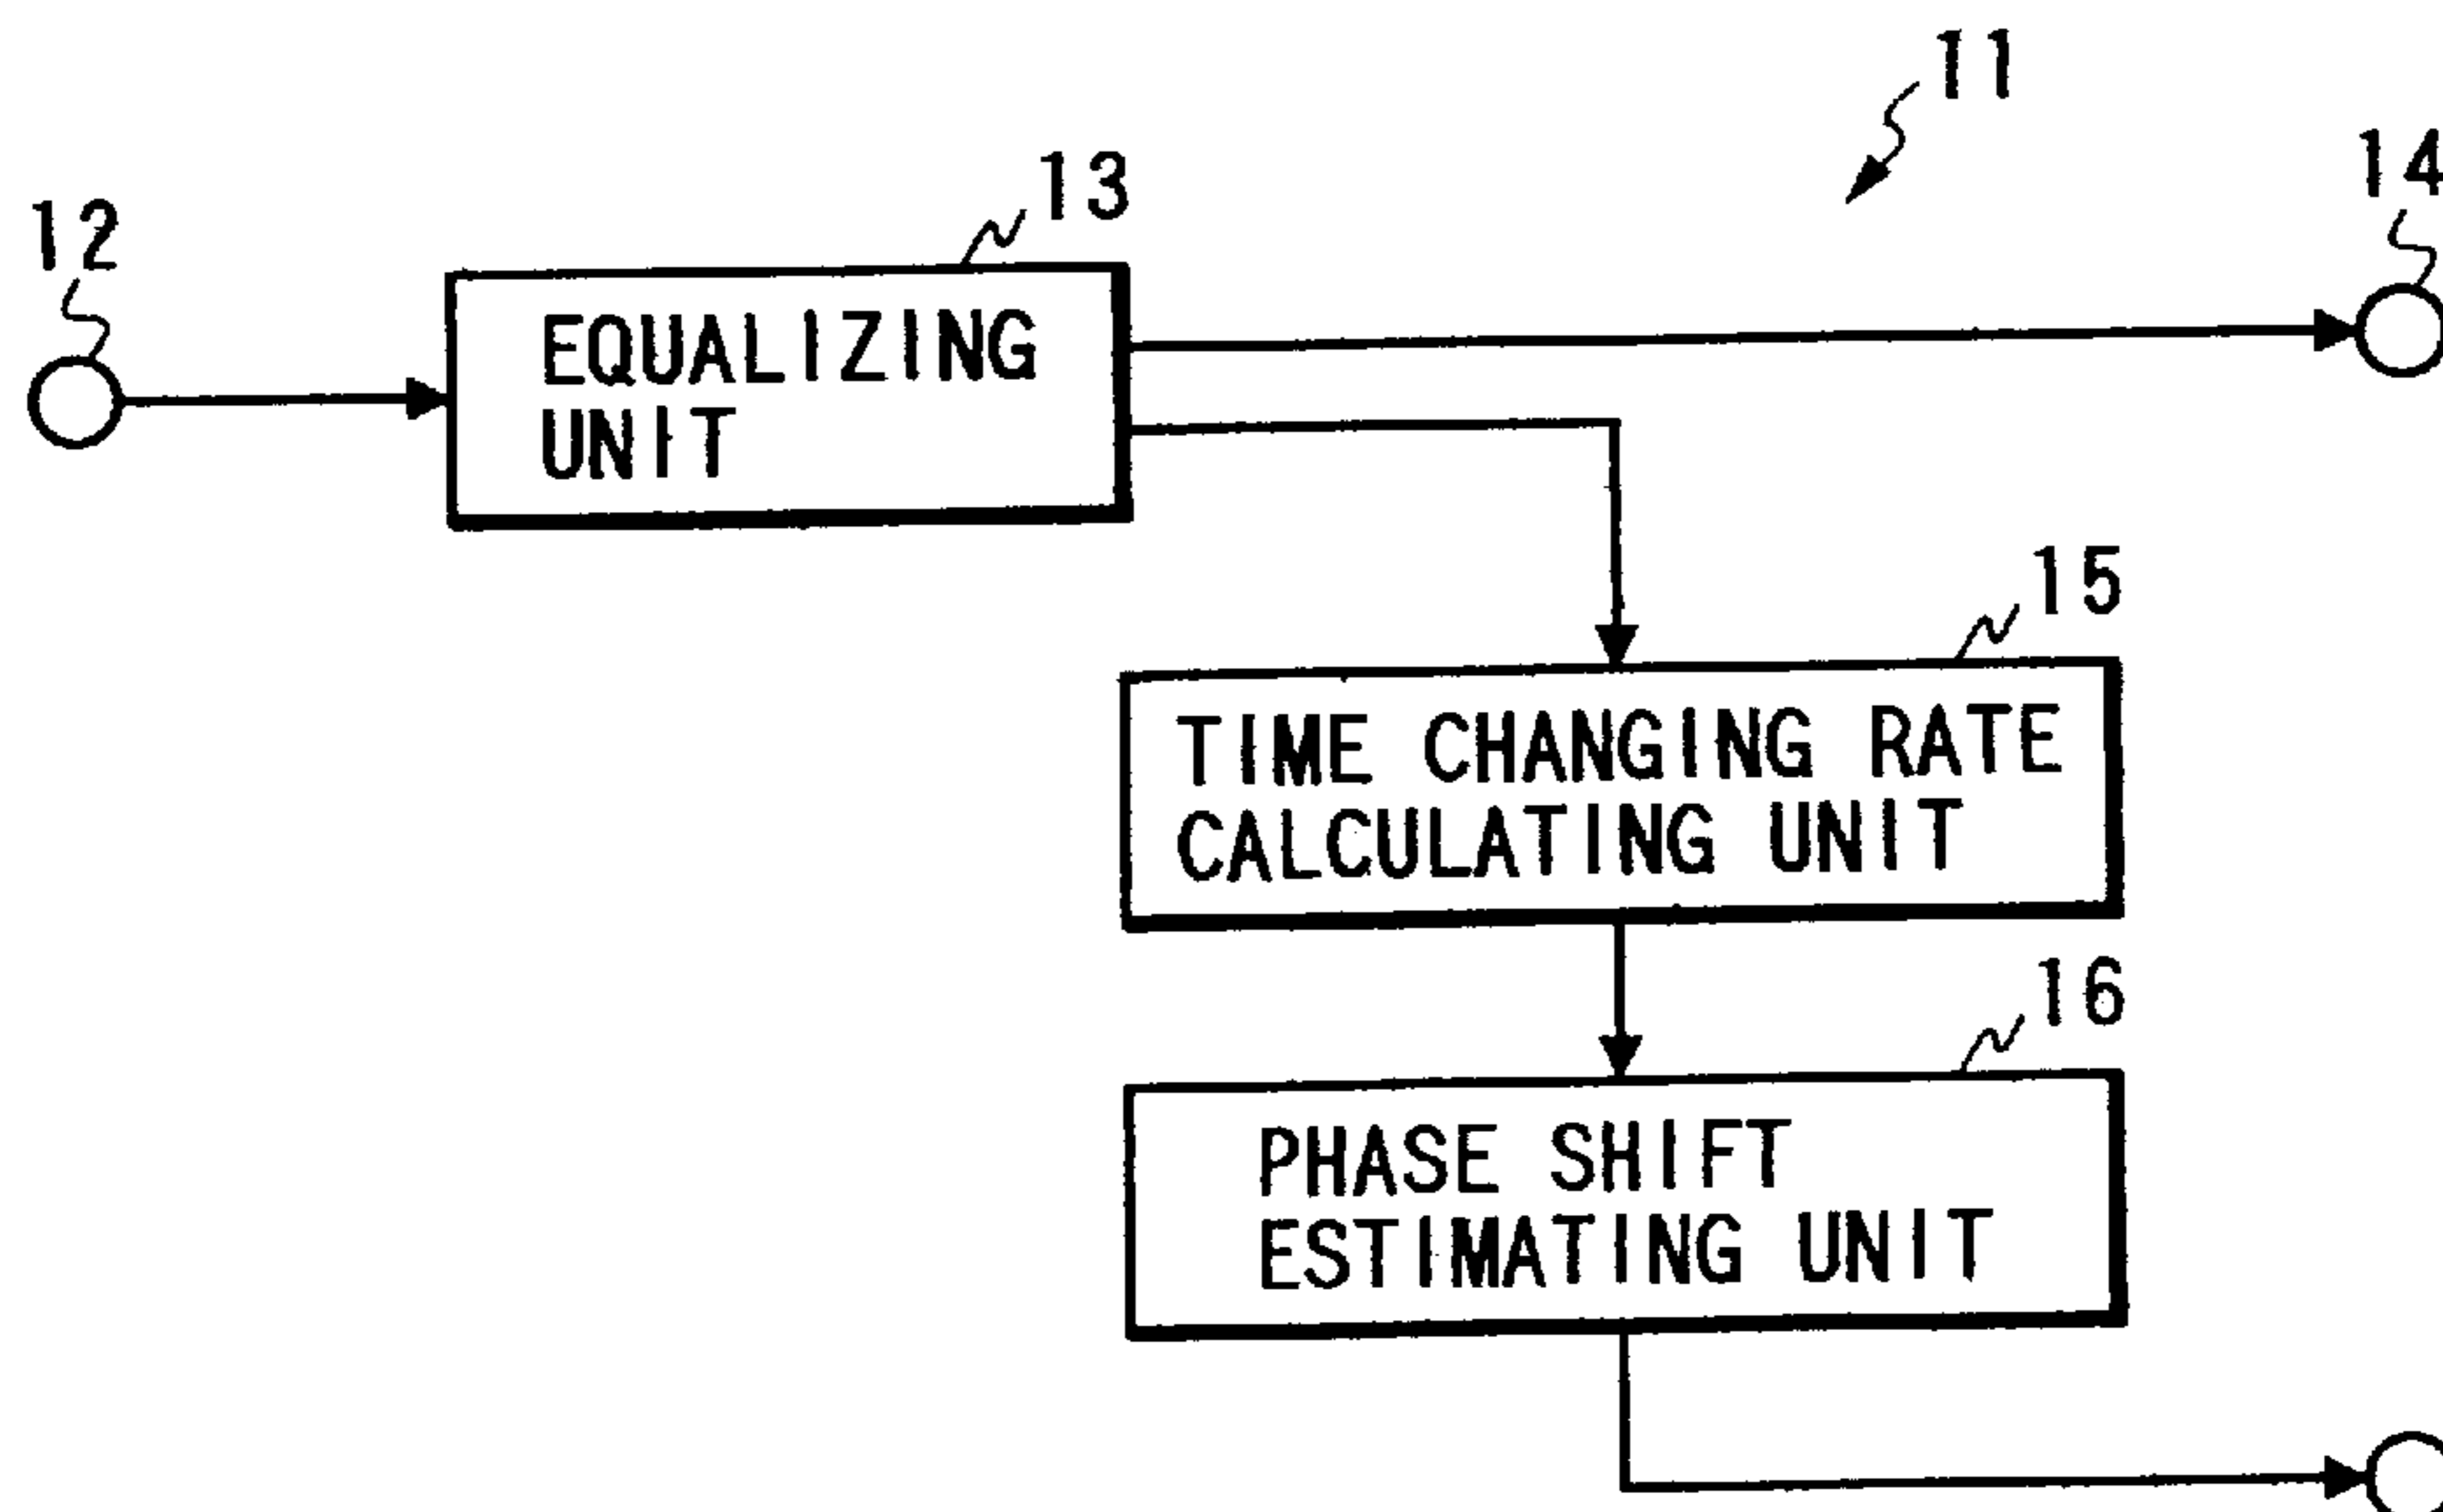 11
14
13
12
EQUALIZING
UNIT
15
TIME CHANGING RATE
CALCULATING UNIT
16
PHASE SHIFT
ESTIMATING UNIT